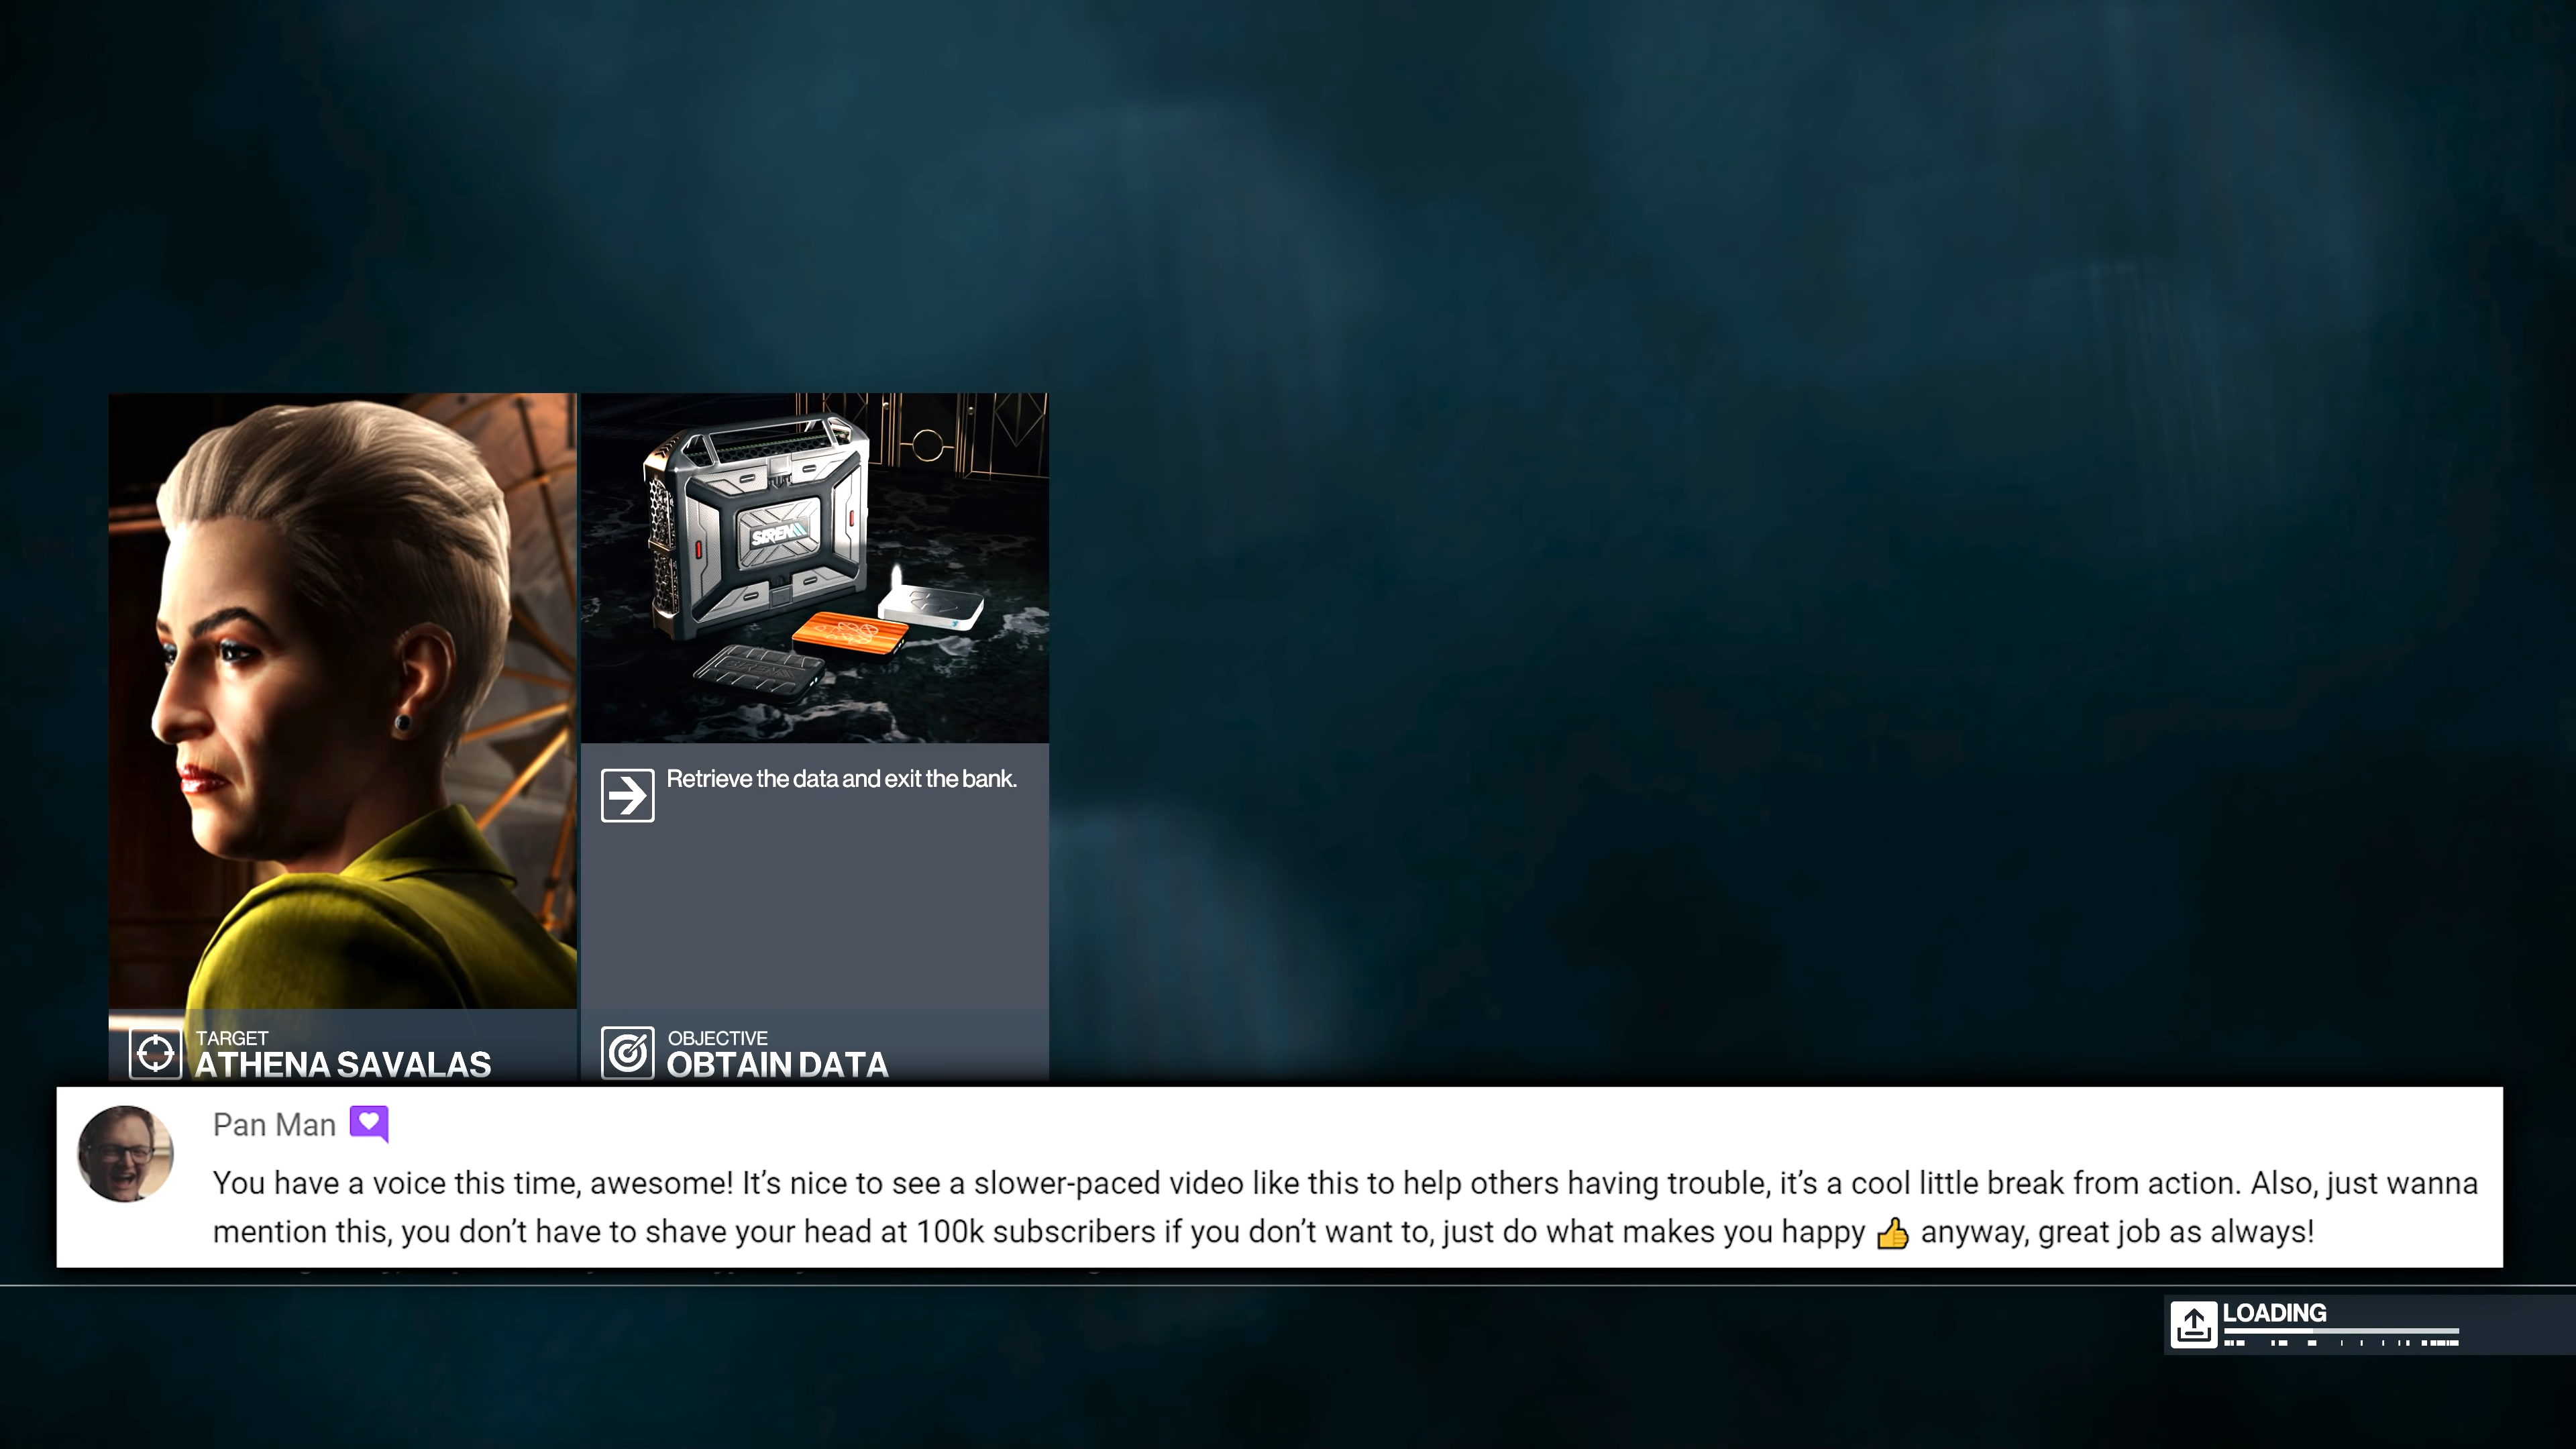 SIREN
Retrieve the data and exit the bank.
TARGET
ATHENA SAVALAS
OBJECTIVE
OBTAIN DATA
Pan Man
You have a voice this time, awesome! It’s nice to see a slower-paced video like this to help others having trouble, it’s a cool little break from action. Also, just wanna
mention this, you don’t have to shave your head at 100k subscribers if you don’t want to, just do what makes you happy 👍 anyway, great job as always!
LOADING